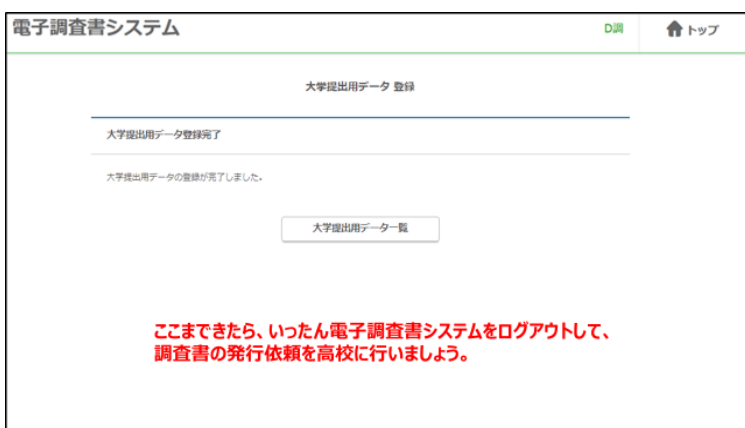 電子調査書システム
D調
トップ
大学提出用データ 登録
大学提出用データ登録完了
大学提出用データの登録が完了しました。
大学提出用データ一覧
ここまできたら、いったん電子調査書システムをログアウトして、
調査書の発行依頼を高校に行いましょう。